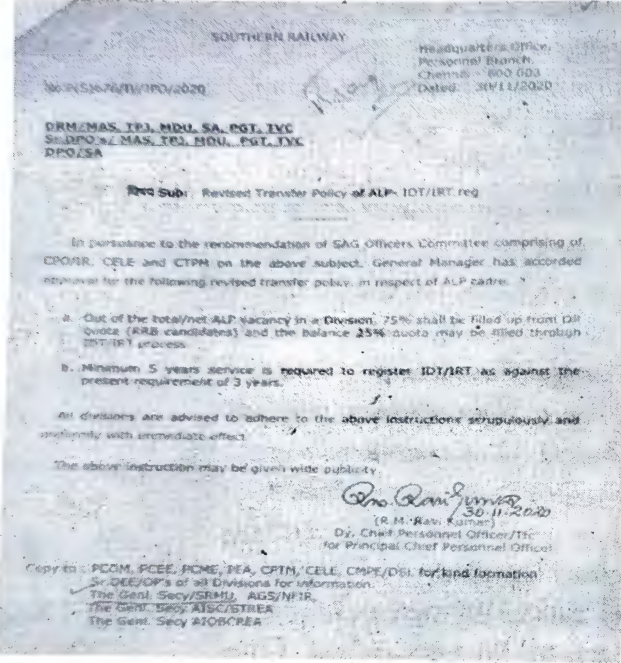 SOUTHERN RAILWAY
Headquarters Office,
Personnel Branch,
Chennai - 600 003
Dated : 30/11/2020
DRM/MAS, TPJ, MDU, SA, PGT, TVC
Sr.DPO's/ MAS, TPJ, MDU, PGT, TVC
DPO/SA
Sub: Revised Transfer Policy of ALP- IDT/IRT reg
In pursuance to the recommendation of SAG Officers Committee comprising of
CPO/IR, CELE and CTPM on the above subject, General Manager has accorded
approval for the following revised transfer policy, in respect of ALP cadre.
a. Out of the total/net ALP vacancy in a Division, 75% shall be filled up from DR
quota (RRB candidates) and the balance 25% quota may be filled through
IDT/IRT process
b. Minimum 5 years service is required to register IDT/IRT as against the
present requirement of 3 years.
All divisions are advised to adhere to the above instructions scrupulously and
uniformly with immediate effect.
The above instruction may be given wide publicity
30-11-2020
(R.M. Ravi Kumar)
Dy. Chief Personnel Officer/Tfc
for Principal Chief Personnel Officer
Copy to : PCOM, PCEE, PCME, PFA, CPTM, CELE, CMPE/DSL for kind formation
Sr.DEE/OP's of all Divisions for information.
The Genl. Secy/SRMU, AGS/NFIR
The Genl. Secy AISC/STREA
The Genl. Secy AIOBCREA